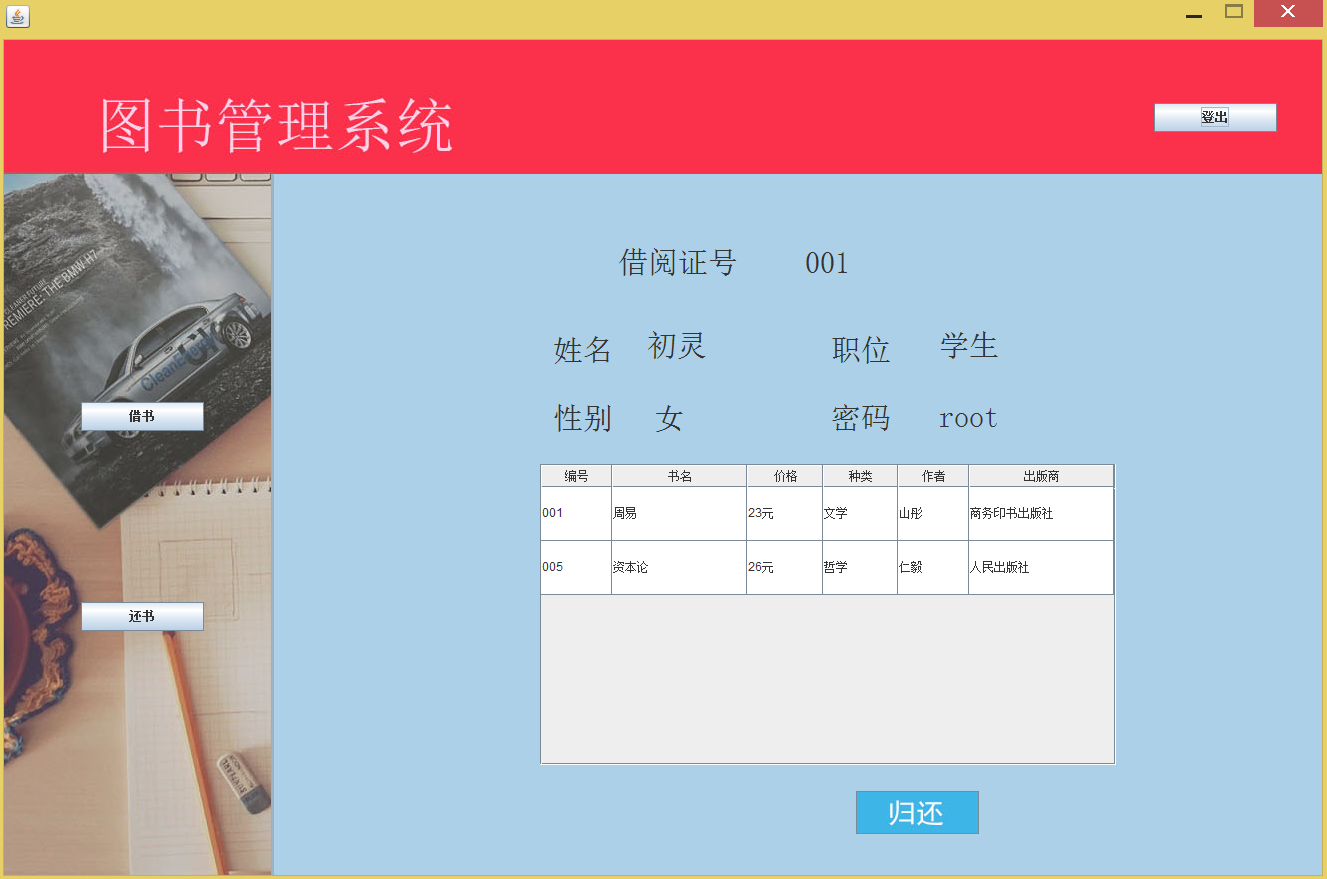 图书管理系统
登出
CLEANER FUTURE
REMIERE: THE BMW H7
CleanEnergy
借书
还书
借阅证号 001
姓名 初灵 职位 学生
性别 女 密码 root
编号 书名 价格 种类 作者 出版商
001 周易 23元 文学 山彤 商务印书出版社
005 资本论 26元 哲学 仁毅 人民出版社
归还